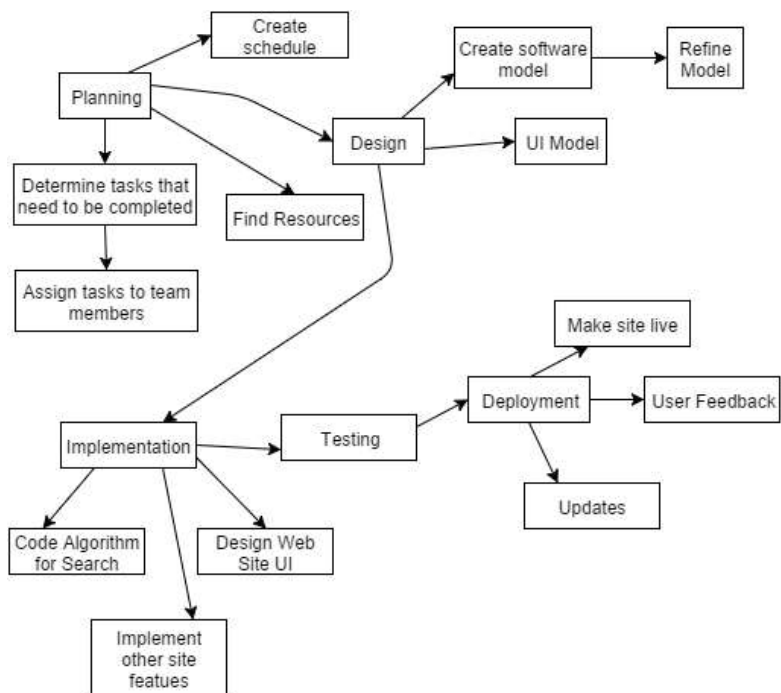 Create
schedule
Create software
model
Refine
Model
Planning
Design
UI Model
Determine tasks that
need to be completed
Find Resources
Assign tasks to team
members
Make site live
Deployment
User Feedback
Implementation
Testing
Updates
Code Algorithm
for Search
Design Web
Site UI
Implement
other site
featues